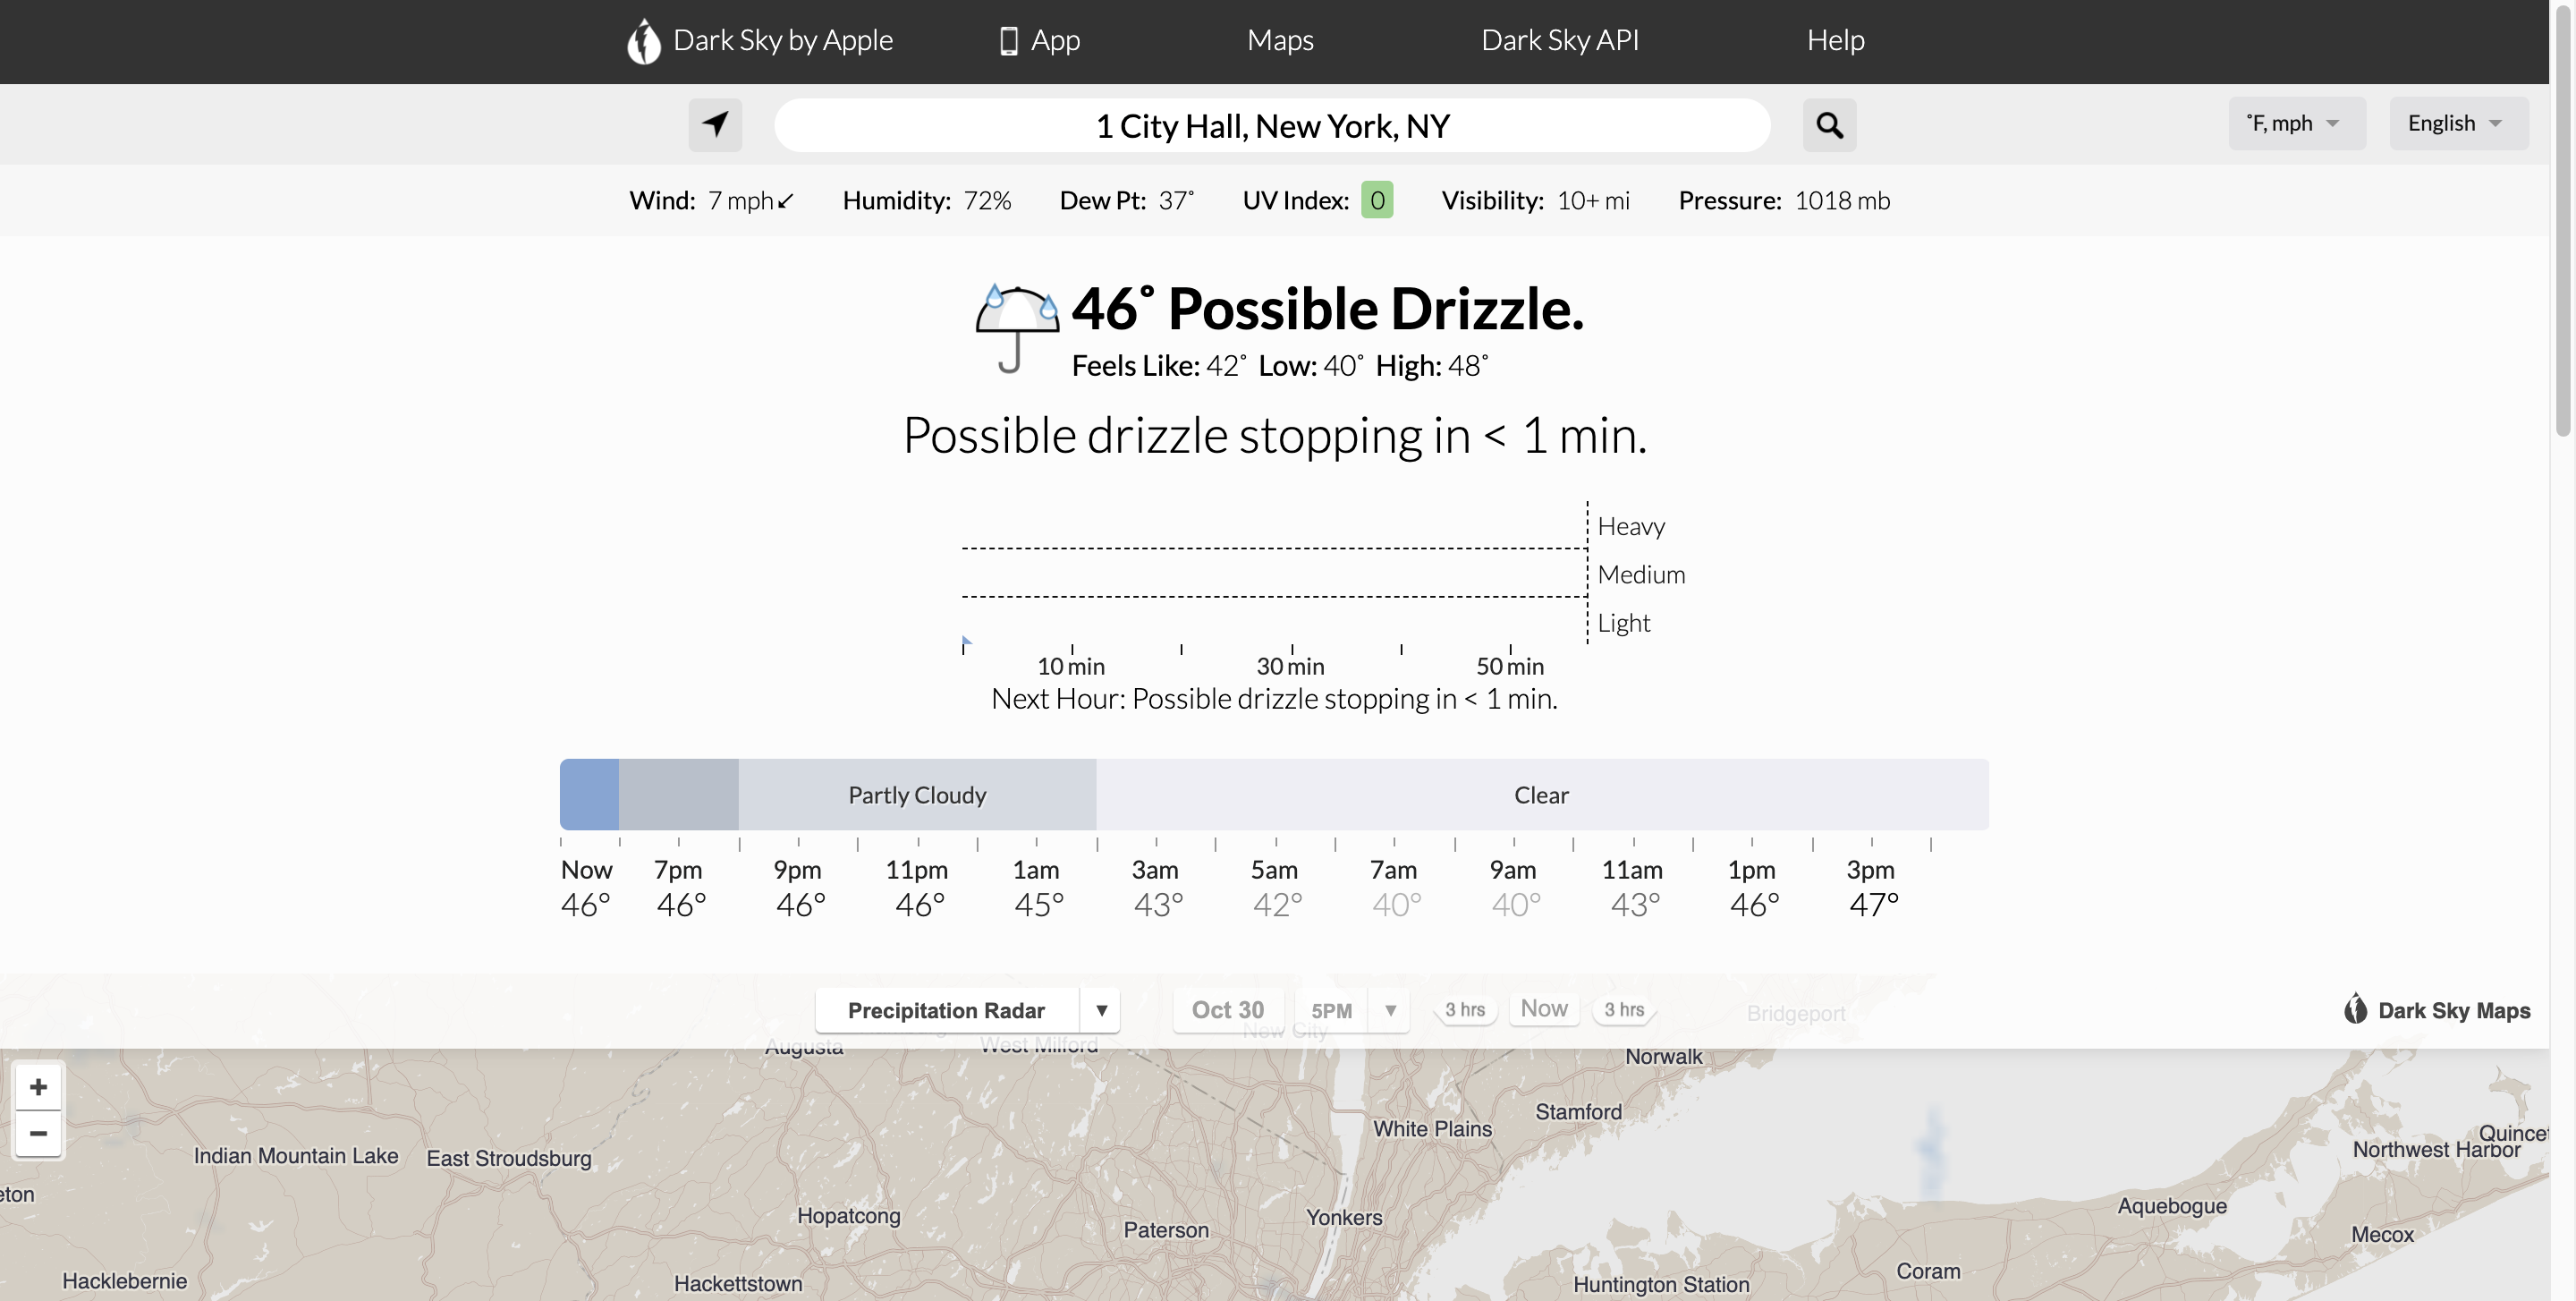 Dark Sky by Apple App Maps Dark Sky API Help
1 City Hall, New York, NY
˚F, mph English
Wind: 7 mph Humidity: 72% Dew Pt: 37˚ UV Index: 0 Visibility: 10+ mi Pressure: 1018 mb
46˚ Possible Drizzle.
Feels Like: 42˚ Low: 40˚ High: 48˚
Possible drizzle stopping in < 1 min.
Heavy
Medium
Light
10 min 30 min 50 min
Next Hour: Possible drizzle stopping in < 1 min.
Partly Cloudy Clear
Now 7pm 9pm 11pm 1am 3am 5am 7am 9am 11am 1pm 3pm
46° 46° 46° 46° 45° 43° 42° 40° 40° 43° 46° 47°
Precipitation Radar Oct 30 5PM 3 hrs Now 3 hrs Bridgeport Dark Sky Maps
New City
Augusta West Milford Norwalk
+
Stamford
White Plains
−
Quince
Northwest Harbor
Indian Mountain Lake East Stroudsburg
eton
Hopatcong Yonkers Aquebogue
Paterson Mecox
Coram
Hacklebernie Hackettstown Huntington Station